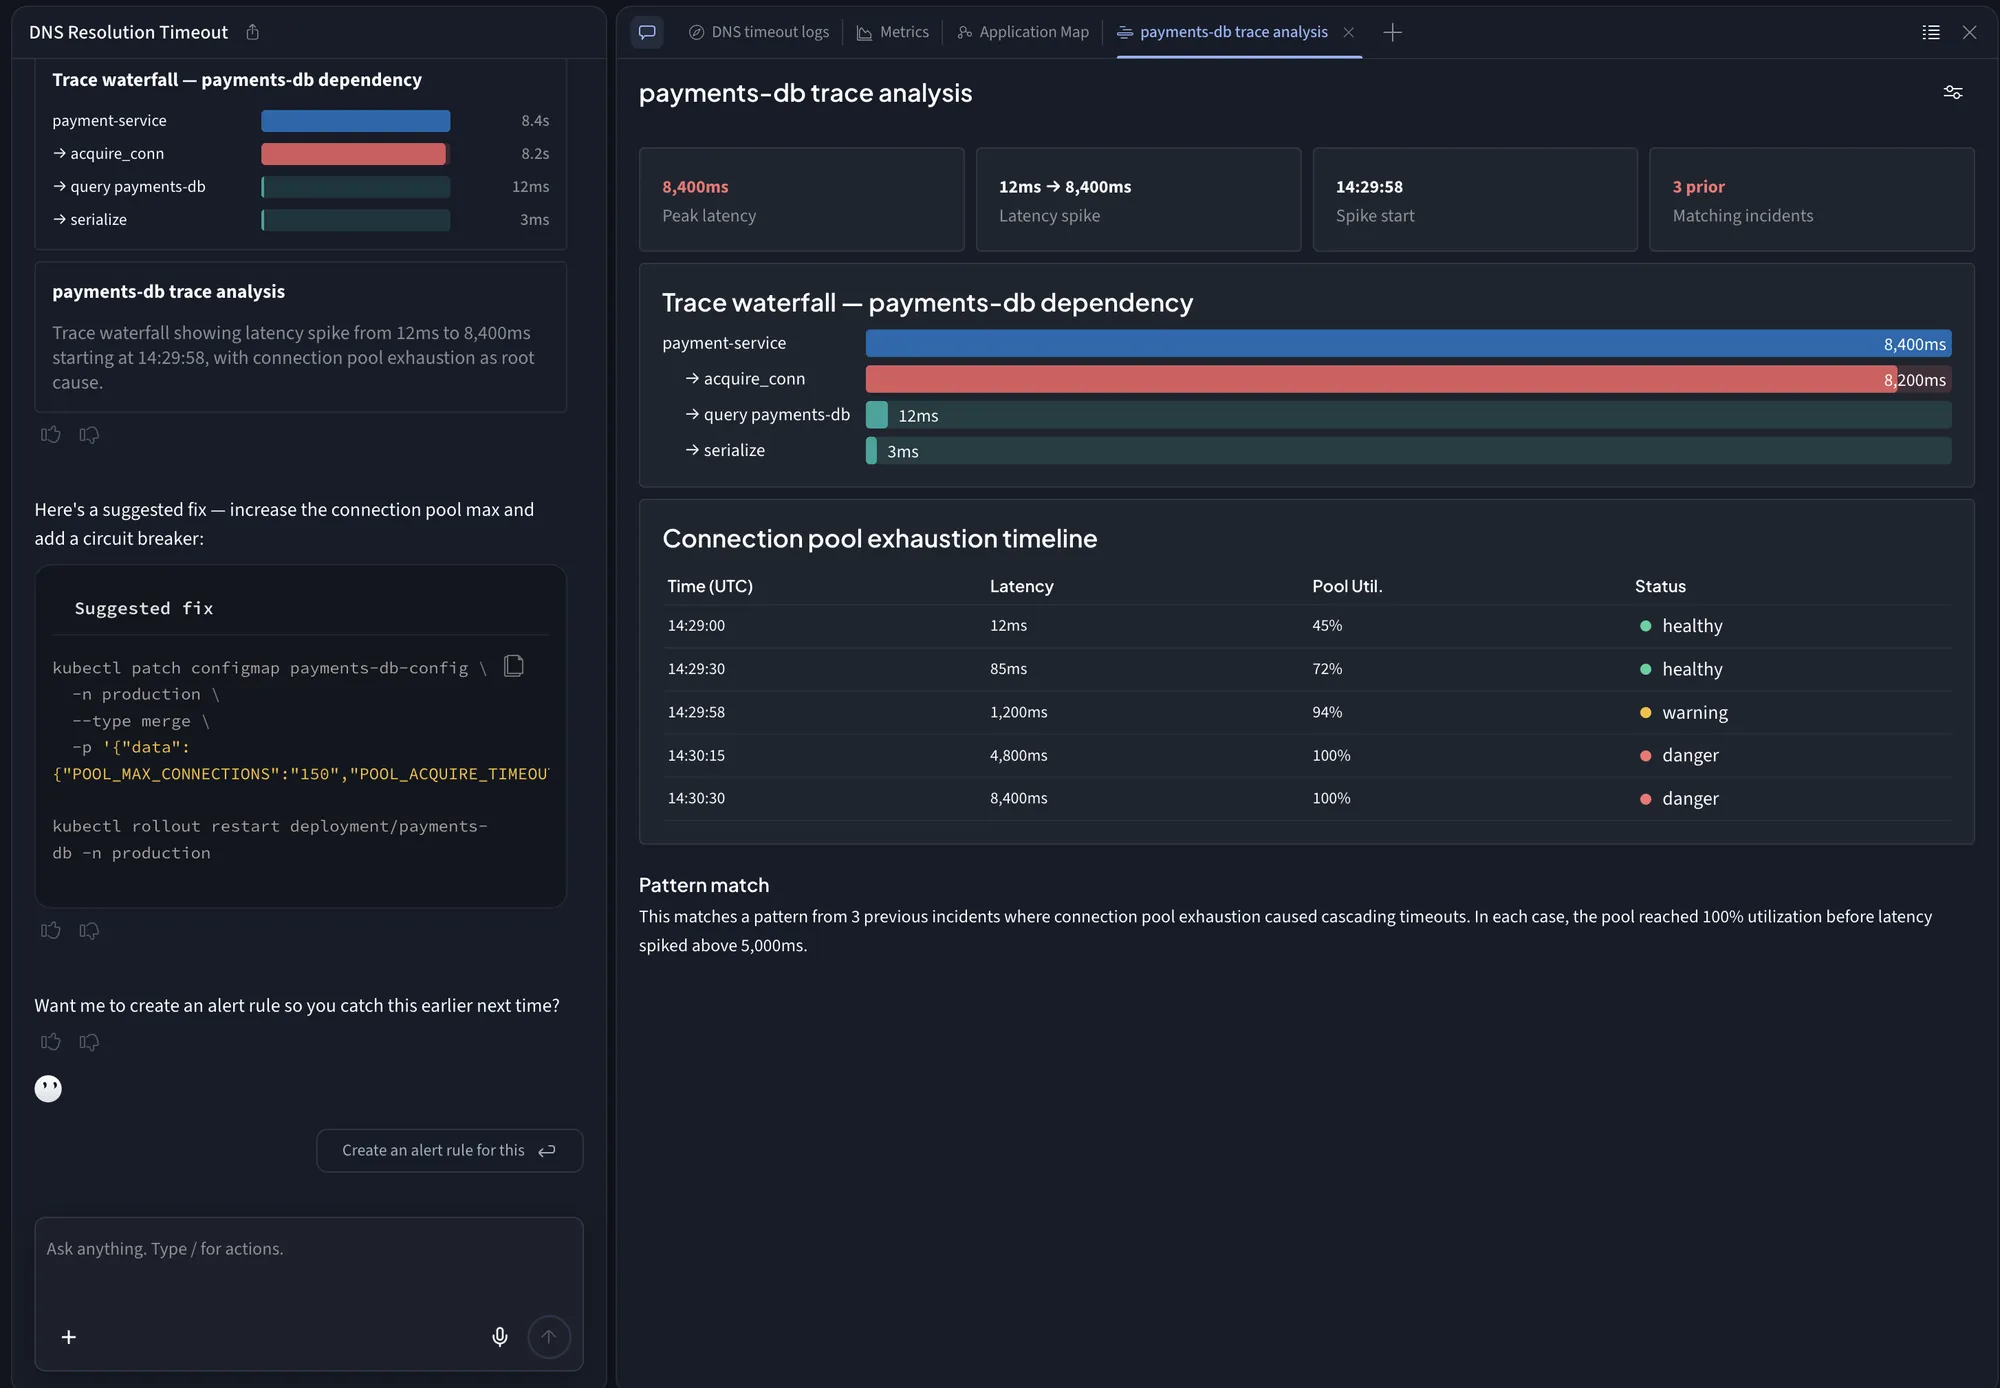 DNS Resolution Timeout
Trace waterfall — payments-db dependency
payment-service 8.4s
→ acquire_conn 8.2s
→ query payments-db 12ms
→ serialize 3ms
payments-db trace analysis
Trace waterfall showing latency spike from 12ms to 8,400ms
starting at 14:29:58, with connection pool exhaustion as root
cause.
Here's a suggested fix — increase the connection pool max and
add a circuit breaker:
Suggested fix
kubectl patch configmap payments-db-config \
-n production \
--type merge \
-p '{"data":
{"POOL_MAX_CONNECTIONS":"150","POOL_ACQUIRE_TIMEOU
kubectl rollout restart deployment/payments-
db -n production
Want me to create an alert rule so you catch this earlier next time?
Create an alert rule for this
Ask anything. Type / for actions.
DNS timeout logs
Metrics
Application Map
payments-db trace analysis
payments-db trace analysis
8,400ms
Peak latency
12ms → 8,400ms
Latency spike
14:29:58
Spike start
3 prior
Matching incidents
Trace waterfall — payments-db dependency
payment-service 8,400ms
→ acquire_conn 8,200ms
→ query payments-db 12ms
→ serialize 3ms
Connection pool exhaustion timeline
Time (UTC) Latency Pool Util. Status
14:29:00 12ms 45% healthy
14:29:30 85ms 72% healthy
14:29:58 1,200ms 94% warning
14:30:15 4,800ms 100% danger
14:30:30 8,400ms 100% danger
Pattern match
This matches a pattern from 3 previous incidents where connection pool exhaustion caused cascading timeouts. In each case, the pool reached 100% utilization before latency
spiked above 5,000ms.